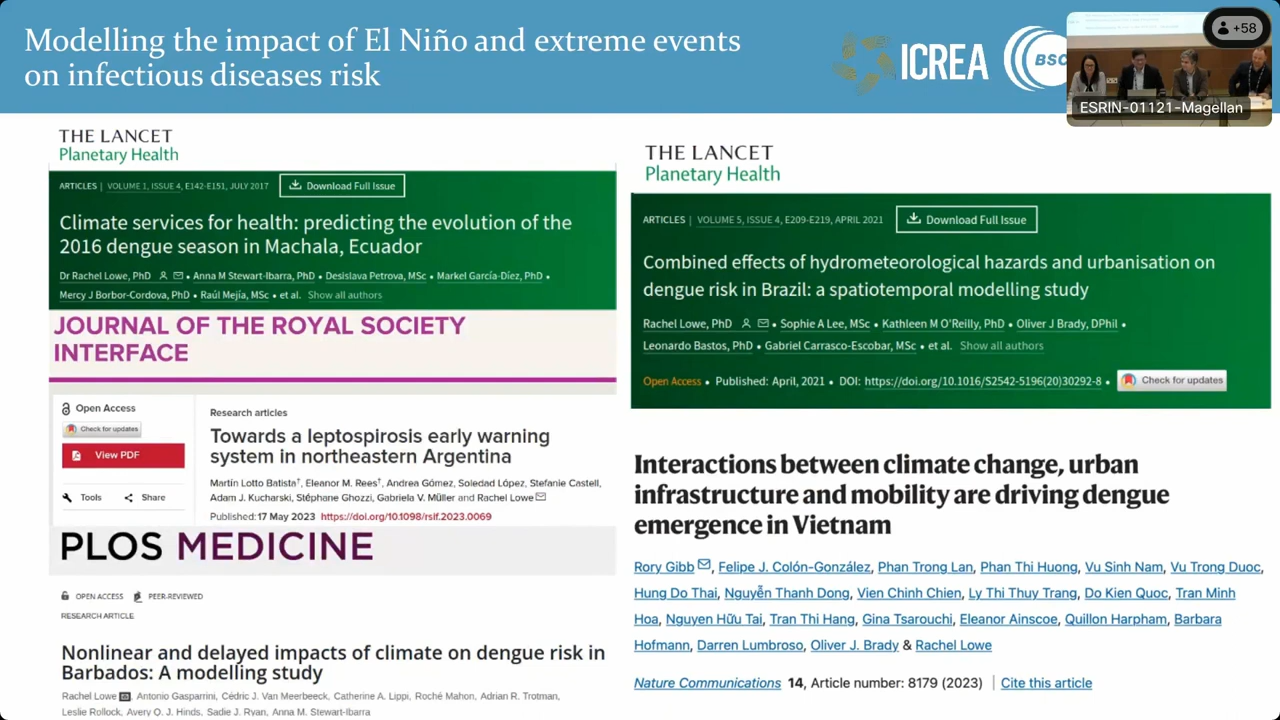 Modelling the impact of El Niño and extreme events
on infectious diseases risk
ICREA
BSC
+58
ESRIN-01121-Magellan
THE LANCET
Planetary Health
ARTICLES | VOLUME 1, ISSUE 4, E142-E151, JULY 2017
Download Full Issue
Climate services for health: predicting the evolution of the
2016 dengue season in Machala, Ecuador
Dr Rachel Lowe, PhD • Anna M Stewart-Ibarra, PhD • Desislava Petrova, MSc • Markel García-Díez, PhD •
Mercy J Borbor-Cordova, PhD • Raúl Mejía, MSc • et al. Show all authors
JOURNAL OF THE ROYAL SOCIETY
INTERFACE
Open Access
Check for updates
View PDF
Tools
Share
Research articles
Towards a leptospirosis early warning
system in northeastern Argentina
Martín Lotto Batista†, Eleanor M. Rees†, Andrea Gómez, Soledad López, Stefanie Castell,
Adam J. Kucharski, Stéphane Ghozzi, Gabriela V. Müller and Rachel Lowe
Published: 17 May 2023 https://doi.org/10.1098/rsif.2023.0069
PLOS MEDICINE
OPEN ACCESS
PEER-REVIEWED
RESEARCH ARTICLE
Nonlinear and delayed impacts of climate on dengue risk in
Barbados: A modelling study
Rachel Lowe, Antonio Gasparrini, Cédric J. Van Meerbeeck, Catherine A. Lippi, Roché Mahon, Adrian R. Trotman,
Leslie Rollock, Avery Q. J. Hinds, Sadie J. Ryan, Anna M. Stewart-Ibarra
THE LANCET
Planetary Health
ARTICLES | VOLUME 5, ISSUE 4, E209-E219, APRIL 2021
Download Full Issue
Combined effects of hydrometeorological hazards and urbanisation on
dengue risk in Brazil: a spatiotemporal modelling study
Rachel Lowe, PhD • Sophie A Lee, MSc • Kathleen M O'Reilly, PhD • Oliver J Brady, DPhil •
Leonardo Bastos, PhD • Gabriel Carrasco-Escobar, MSc • et al. Show all authors
Open Access • Published: April, 2021 • DOI: https://doi.org/10.1016/S2542-5196(20)30292-8 •
Check for updates
Interactions between climate change, urban
infrastructure and mobility are driving dengue
emergence in Vietnam
Rory Gibb, Felipe J. Colón-González, Phan Trong Lan, Phan Thi Huong, Vu Sinh Nam, Vu Trong Duoc,
Hung Do Thai, Nguyễn Thanh Dong, Vien Chinh Chien, Ly Thi Thuy Trang, Do Kien Quoc, Tran Minh
Hoa, Nguyen Hữu Tai, Tran Thi Hang, Gina Tsarouchi, Eleanor Ainscoe, Quillon Harpham, Barbara
Hofmann, Darren Lumbroso, Oliver J. Brady & Rachel Lowe
Nature Communications 14, Article number: 8179 (2023) | Cite this article